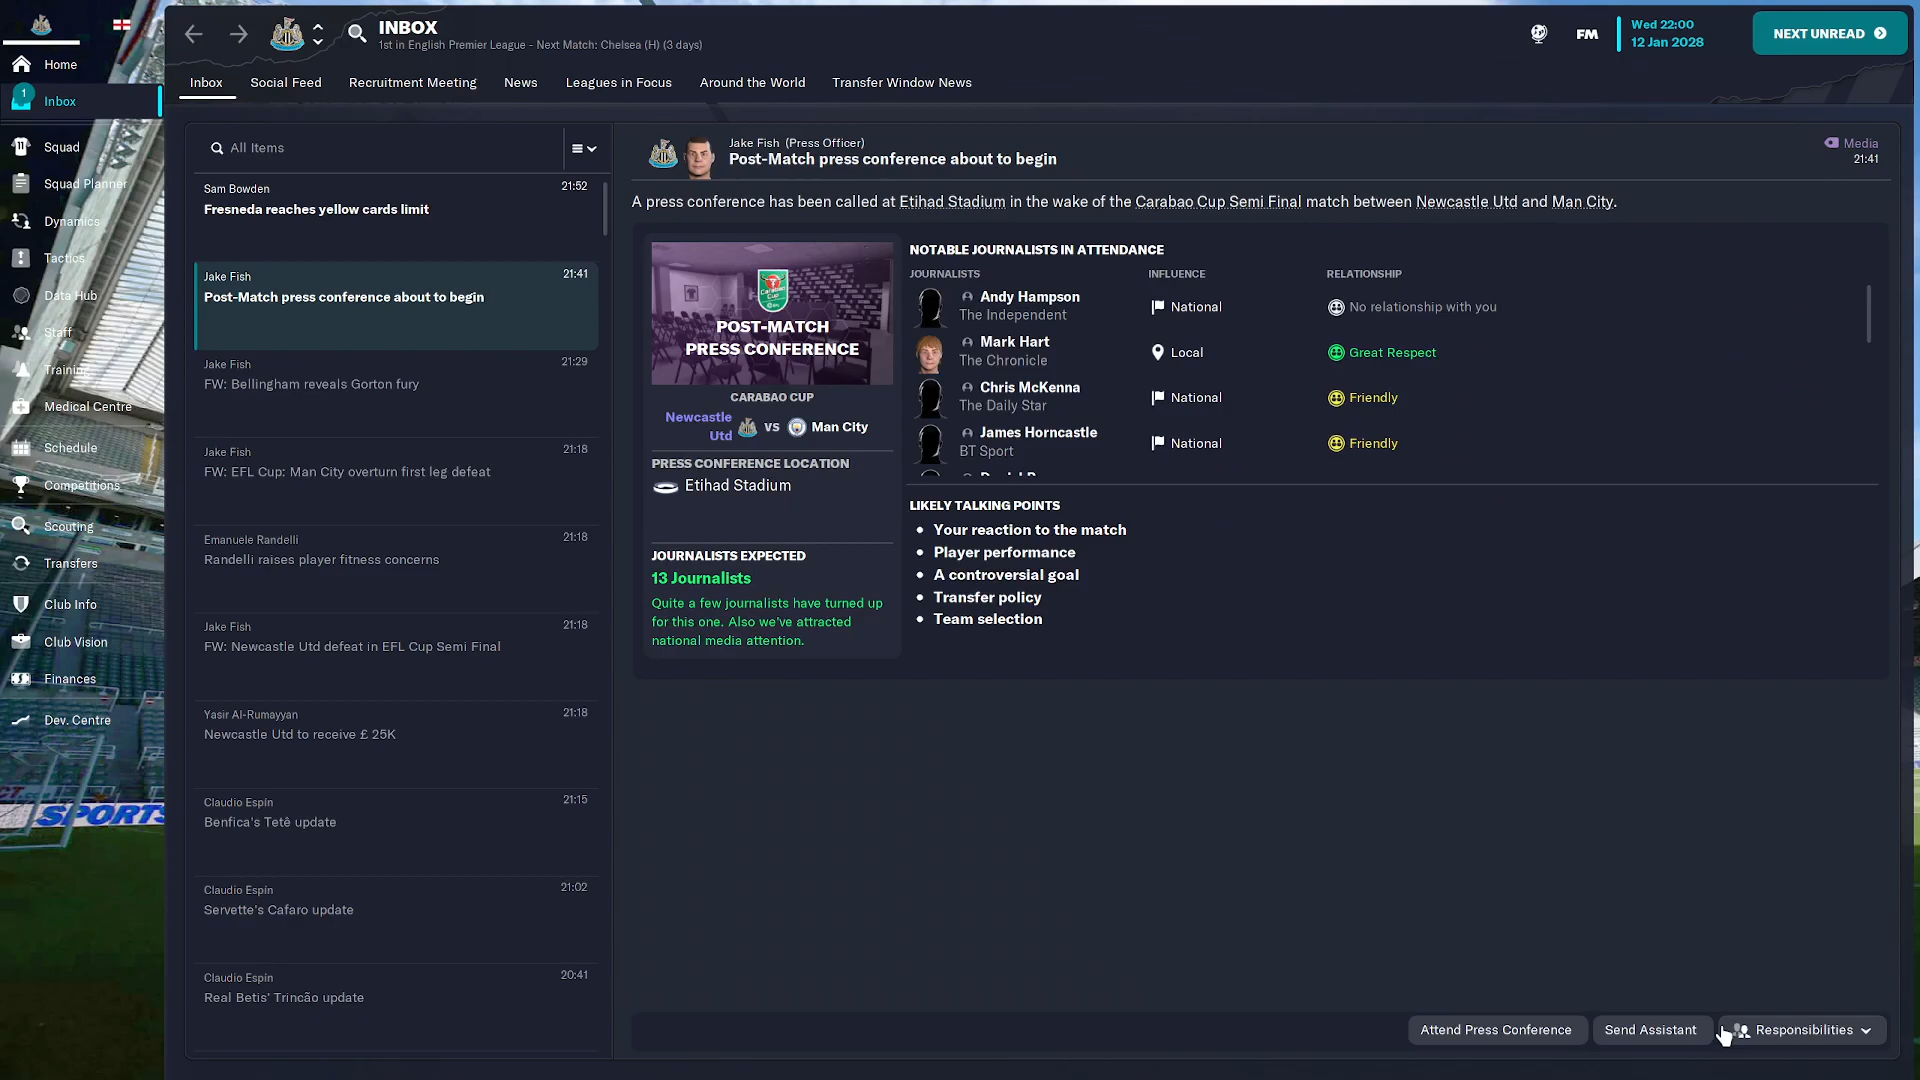 INBOX
1st in English Premier League - Next Match: Chelsea (H) (3 days)
FM
Wed 22:00
12 Jan 2028
NEXT UNREAD
Home
1
Inbox
Squad
Squad Planner
Dynamics
Tactics
Data Hub
Staff
Training
Medical Centre
Schedule
Competitions
Scouting
Transfers
Club Info
Club Vision
Finances
Dev. Centre
SPORTS
Inbox
Social Feed
Recruitment Meeting
News
Leagues in Focus
Around the World
Transfer Window News
All Items
Sam Bowden
21:52
Fresneda reaches yellow cards limit
Jake Fish
21:41
Post-Match press conference about to begin
Jake Fish
21:29
FW: Bellingham reveals Gorton fury
Jake Fish
21:18
FW: EFL Cup: Man City overturn first leg defeat
Emanuele Randelli
21:18
Randelli raises player fitness concerns
Jake Fish
21:18
FW: Newcastle Utd defeat in EFL Cup Semi Final
Yasir Al-Rumayyan
21:18
Newcastle Utd to receive £ 25K
Claudio Espín
21:15
Benfica's Tetê update
Claudio Espín
21:02
Servette's Cafaro update
Claudio Espín
20:41
Real Betis' Trincão update
Jake Fish (Press Officer)
Post-Match press conference about to begin
Media
21:41
A press conference has been called at Etihad Stadium in the wake of the Carabao Cup Semi Final match between Newcastle Utd and Man City.
Carabao Cup
POST-MATCH
PRESS CONFERENCE
CARABAO CUP
Newcastle Utd vs Man City
PRESS CONFERENCE LOCATION
Etihad Stadium
JOURNALISTS EXPECTED
13 Journalists
Quite a few journalists have turned up
for this one. Also we've attracted
national media attention.
NOTABLE JOURNALISTS IN ATTENDANCE
JOURNALISTS INFLUENCE RELATIONSHIP
Andy Hampson
The Independent
National
No relationship with you
Mark Hart
The Chronicle
Local
Great Respect
Chris McKenna
The Daily Star
National
Friendly
James Horncastle
BT Sport
National
Friendly
LIKELY TALKING POINTS
• Your reaction to the match
• Player performance
• A controversial goal
• Transfer policy
• Team selection
Attend Press Conference
Send Assistant
Responsibilities